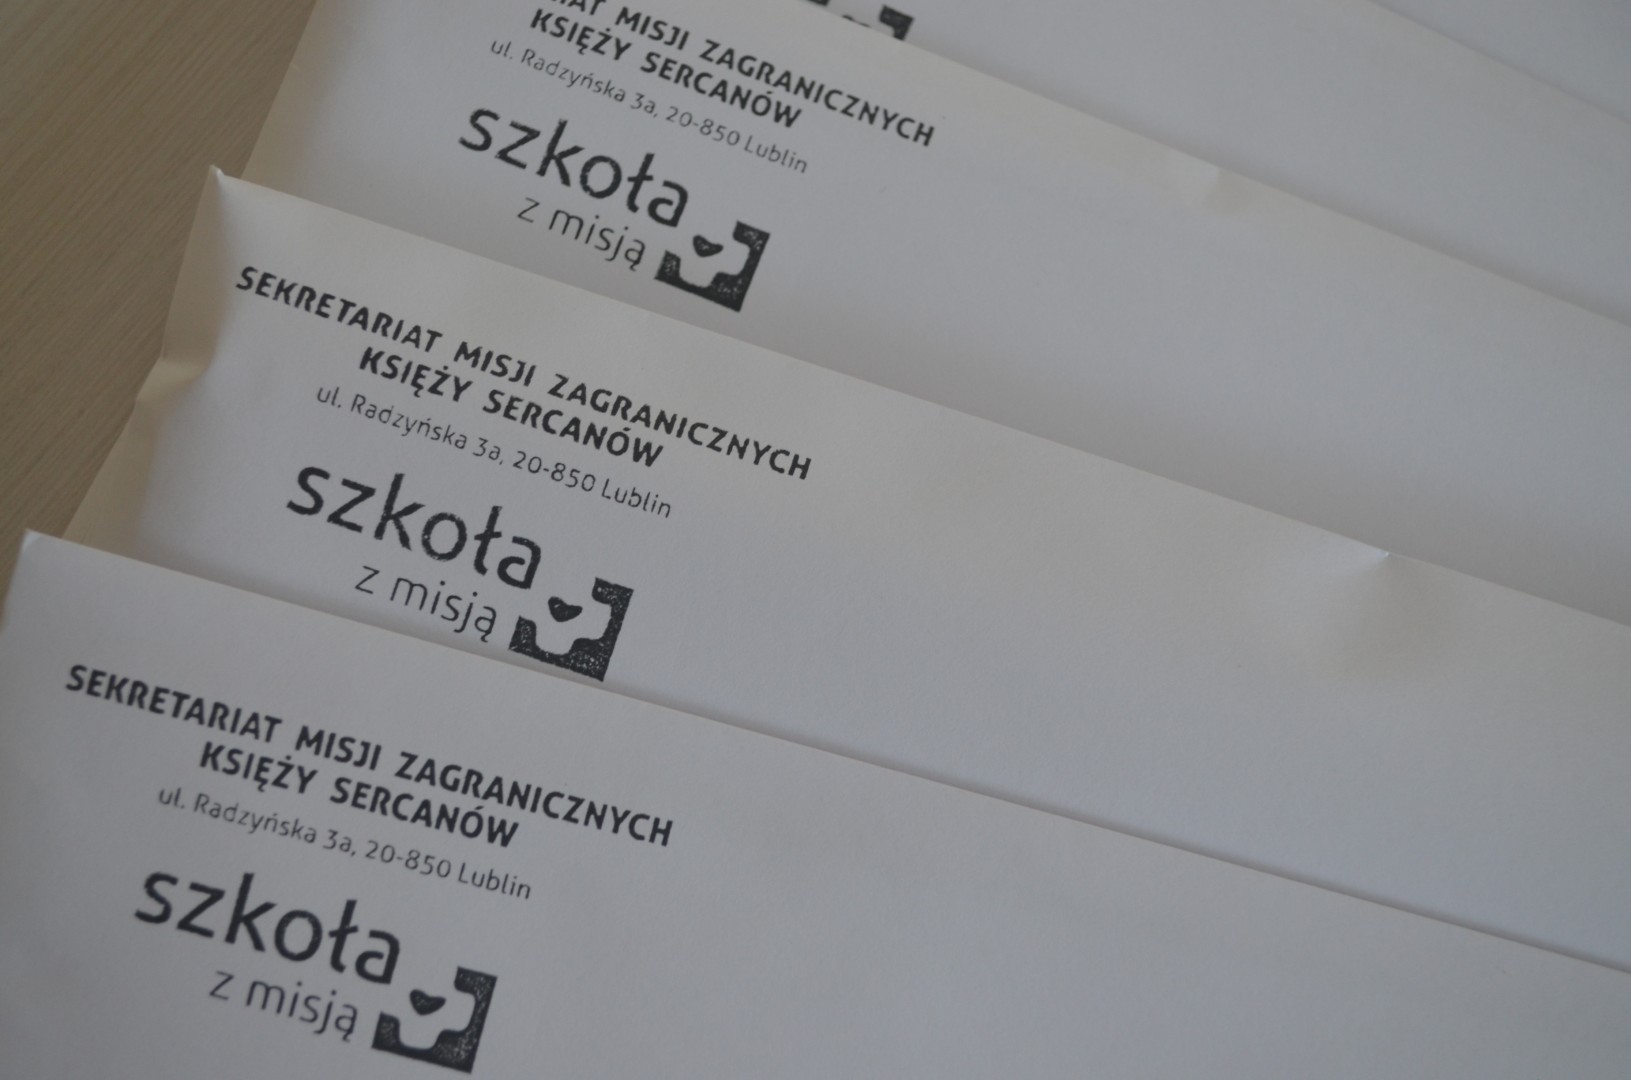 MISJI ZAGRANICZNYCH
KSIĘŻY SERCANÓW
ul. Radzyńska 3a, 20-850 Lublin
szkoła
z misją
SEKRETARIAT MISJI ZAGRANICZNYCH
KSIĘŻY SERCANÓW
ul. Radzyńska 3a, 20-850 Lublin
szkoła
z misją
SEKRETARIAT MISJI ZAGRANICZNYCH
KSIĘŻY SERCANÓW
ul. Radzyńska 3a, 20-850 Lublin
szkoła
z misją